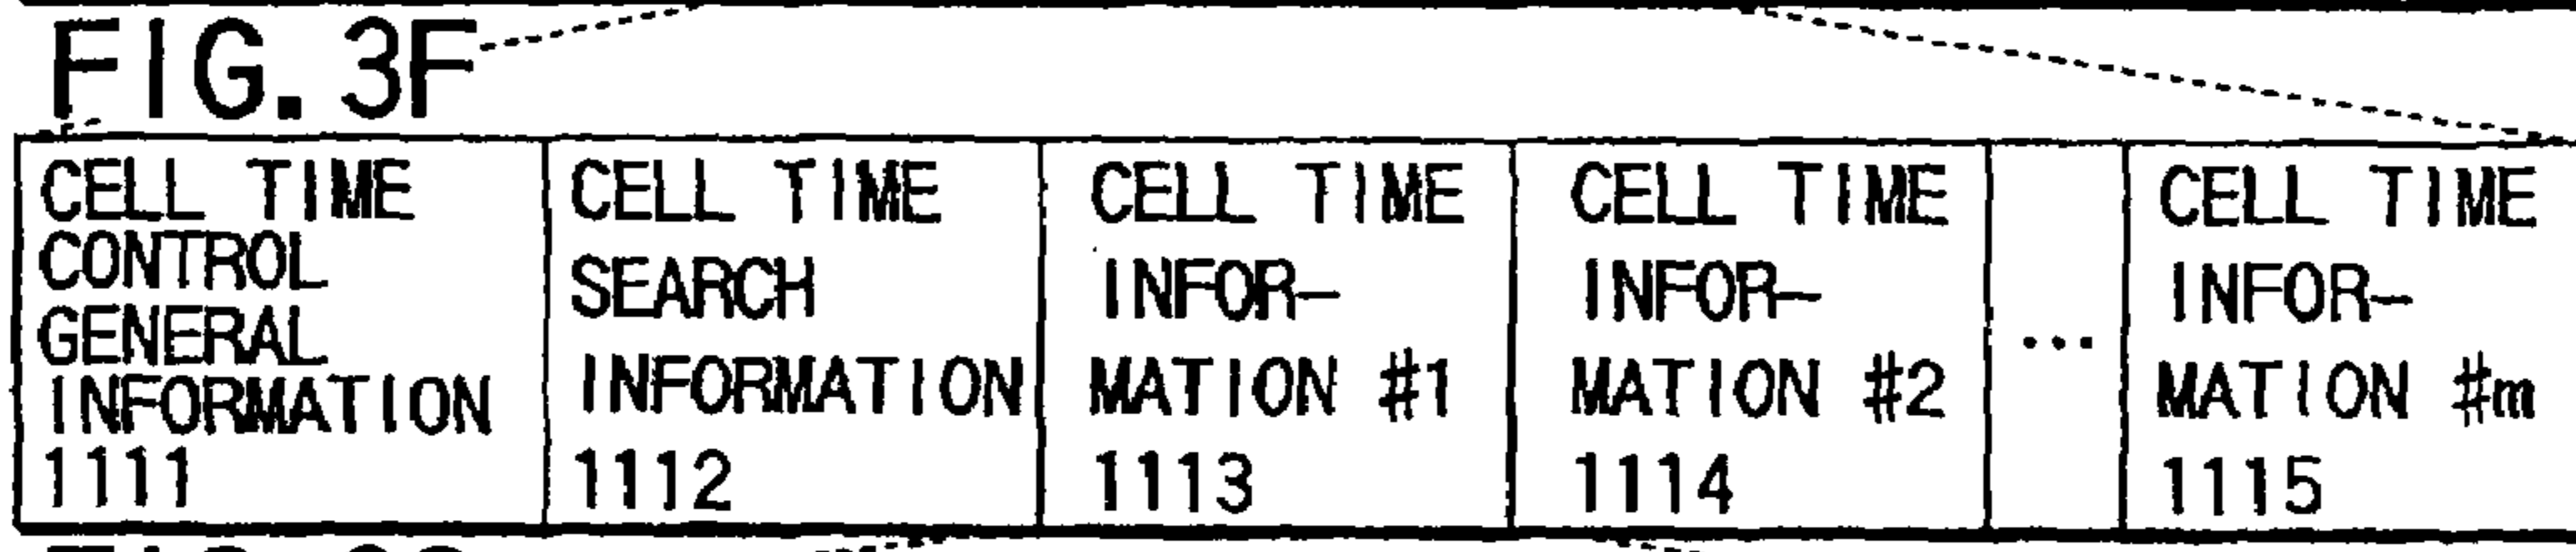 FIG. 3F
CELL TIME
CONTROL
GENERAL
INFORMATION
1111
CELL TIME
SEARCH
INFORMATION
1112
CELL TIME
INFOR-
MATION #1
1113
CELL TIME
INFOR-
MATION #2
1114
...
CELL TIME
INFOR-
MATION #m
1115